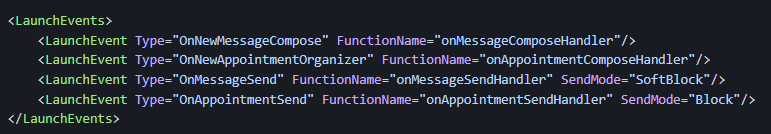 <LaunchEvents>
<LaunchEvent Type="OnNewMessageCompose" FunctionName="onMessageComposeHandler"/>
<LaunchEvent Type="OnNewAppointmentOrganizer" FunctionName="onAppointmentComposeHandler"/>
<LaunchEvent Type="OnMessageSend" FunctionName="onMessageSendHandler" SendMode="SoftBlock"/>
<LaunchEvent Type="OnAppointmentSend" FunctionName="onAppointmentSendHandler" SendMode="Block"/>
</LaunchEvents>